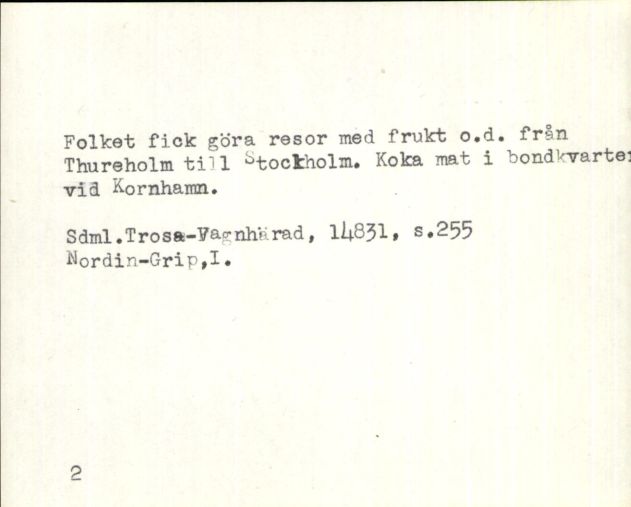 Folket fick göra resor med frukt o.d. från
Thureholm till Stockholm. Koka mat i bondkvarter
vid Kornhamn.
Sdml.Trosa-Vagnhärad, 14831, s.255
Nordin-Grip,I.
2